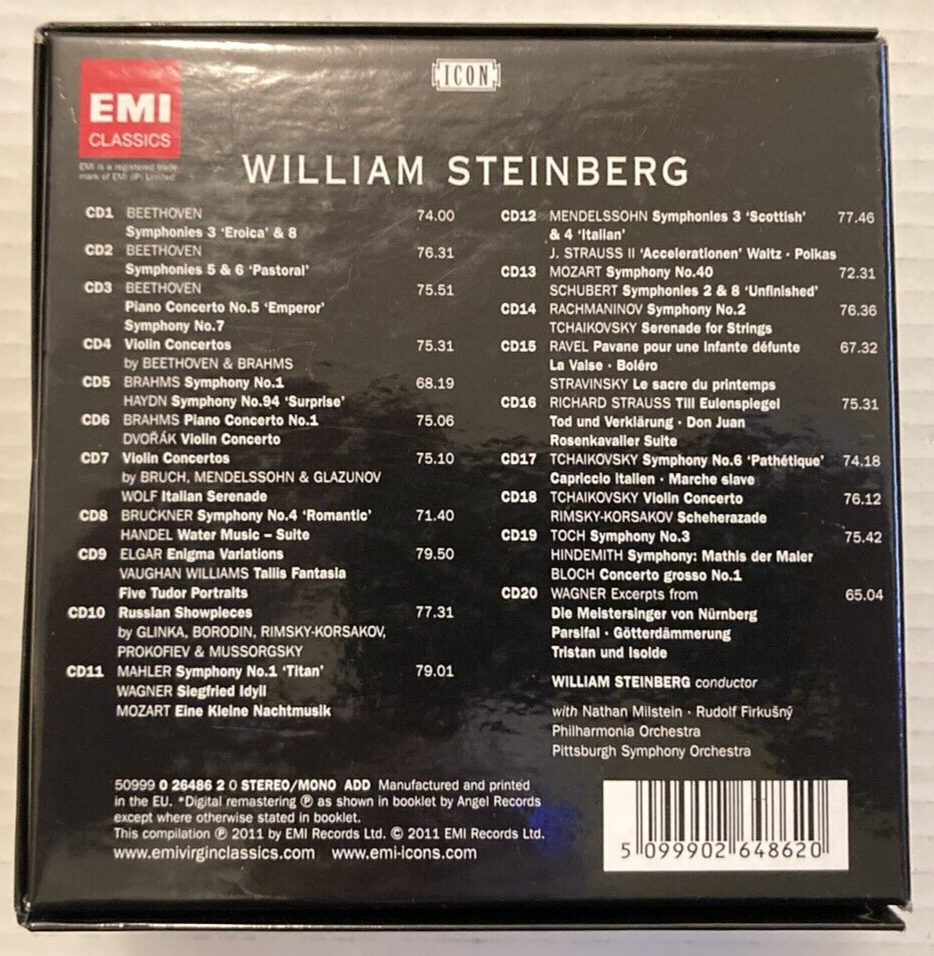 ICON
EMI
CLASSICS
EMI is a registered trade
mark of EMI (IP) Limited
WILLIAM STEINBERG
CD1 BEETHOVEN 74.00
Symphonies 3 ‘Eroica’ & 8
CD2 BEETHOVEN 76.31
Symphonies 5 & 6 ‘Pastoral’
CD3 BEETHOVEN 75.51
Piano Concerto No.5 ‘Emperor’
Symphony No.7
CD4 Violin Concertos 75.31
by BEETHOVEN & BRAHMS
CD5 BRAHMS Symphony No.1 68.19
HAYDN Symphony No.94 ‘Surprise’
CD6 BRAHMS Piano Concerto No.1 75.06
DVOŘÁK Violin Concerto
CD7 Violin Concertos 75.10
by BRUCH, MENDELSSOHN & GLAZUNOV
WOLF Italian Serenade
CD8 BRUCKNER Symphony No.4 ‘Romantic’ 71.40
HANDEL Water Music – Suite
CD9 ELGAR Enigma Variations 79.50
VAUGHAN WILLIAMS Tallis Fantasia
Five Tudor Portraits
CD10 Russian Showpieces 77.31
by GLINKA, BORODIN, RIMSKY-KORSAKOV,
PROKOFIEV & MUSSORGSKY
CD11 MAHLER Symphony No.1 ‘Titan’ 79.01
WAGNER Siegfried Idyll
MOZART Eine Kleine Nachtmusik
CD12 MENDELSSOHN Symphonies 3 ‘Scottish’ 77.46
& 4 ‘Italian’
J. STRAUSS II ‘Accelerationen’ Waltz · Polkas
CD13 MOZART Symphony No.40 72.31
SCHUBERT Symphonies 2 & 8 ‘Unfinished’
CD14 RACHMANINOV Symphony No.2 76.36
TCHAIKOVSKY Serenade for Strings
CD15 RAVEL Pavane pour une infante défunte 67.32
La Valse · Boléro
STRAVINSKY Le sacre du printemps
CD16 RICHARD STRAUSS Till Eulenspiegel 75.31
Tod und Verklärung · Don Juan
Rosenkavalier Suite
CD17 TCHAIKOVSKY Symphony No.6 ‘Pathétique’ 74.18
Capriccio Italien · Marche slave
CD18 TCHAIKOVSKY Violin Concerto 76.12
RIMSKY-KORSAKOV Scheherazade
CD19 TOCH Symphony No.3 75.42
HINDEMITH Symphony: Mathis der Maler
BLOCH Concerto grosso No.1
CD20 WAGNER Excerpts from 65.04
Die Meistersinger von Nürnberg
Parsifal · Götterdämmerung
Tristan und Isolde
WILLIAM STEINBERG conductor
with Nathan Milstein · Rudolf Firkušný
Philharmonia Orchestra
Pittsburgh Symphony Orchestra
50999 0 26486 2 0 STEREO/MONO ADD Manufactured and printed
in the EU. *Digital remastering ℗ as shown in booklet by Angel Records
except where otherwise stated in booklet.
This compilation ℗ 2011 by EMI Records Ltd. © 2011 EMI Records Ltd.
www.emivirginclassics.com www.emi-icons.com
5 099902 648620